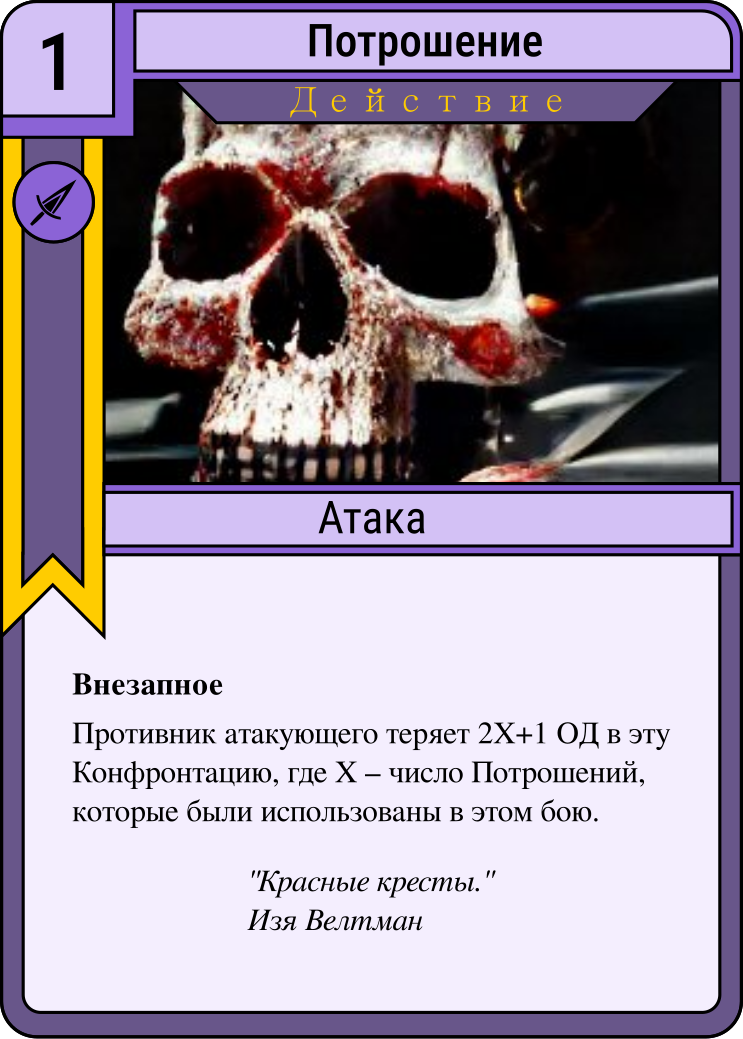 1
Потрошение
Действие
Атака
Внезапное
Противник атакующего теряет 2X+1 ОД в эту
Конфронтацию, где X – число Потрошений,
которые были использованы в этом бою.
"Красные кресты."
Изя Велтман